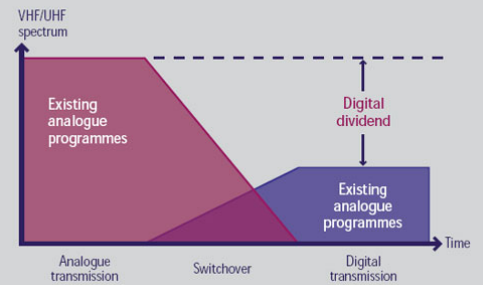 VHF/UHF
spectrum
Existing
analogue
programmes
Digital
dividend
Existing
analogue
programmes
Time
Analogue
transmission
Switchover
Digital
transmission